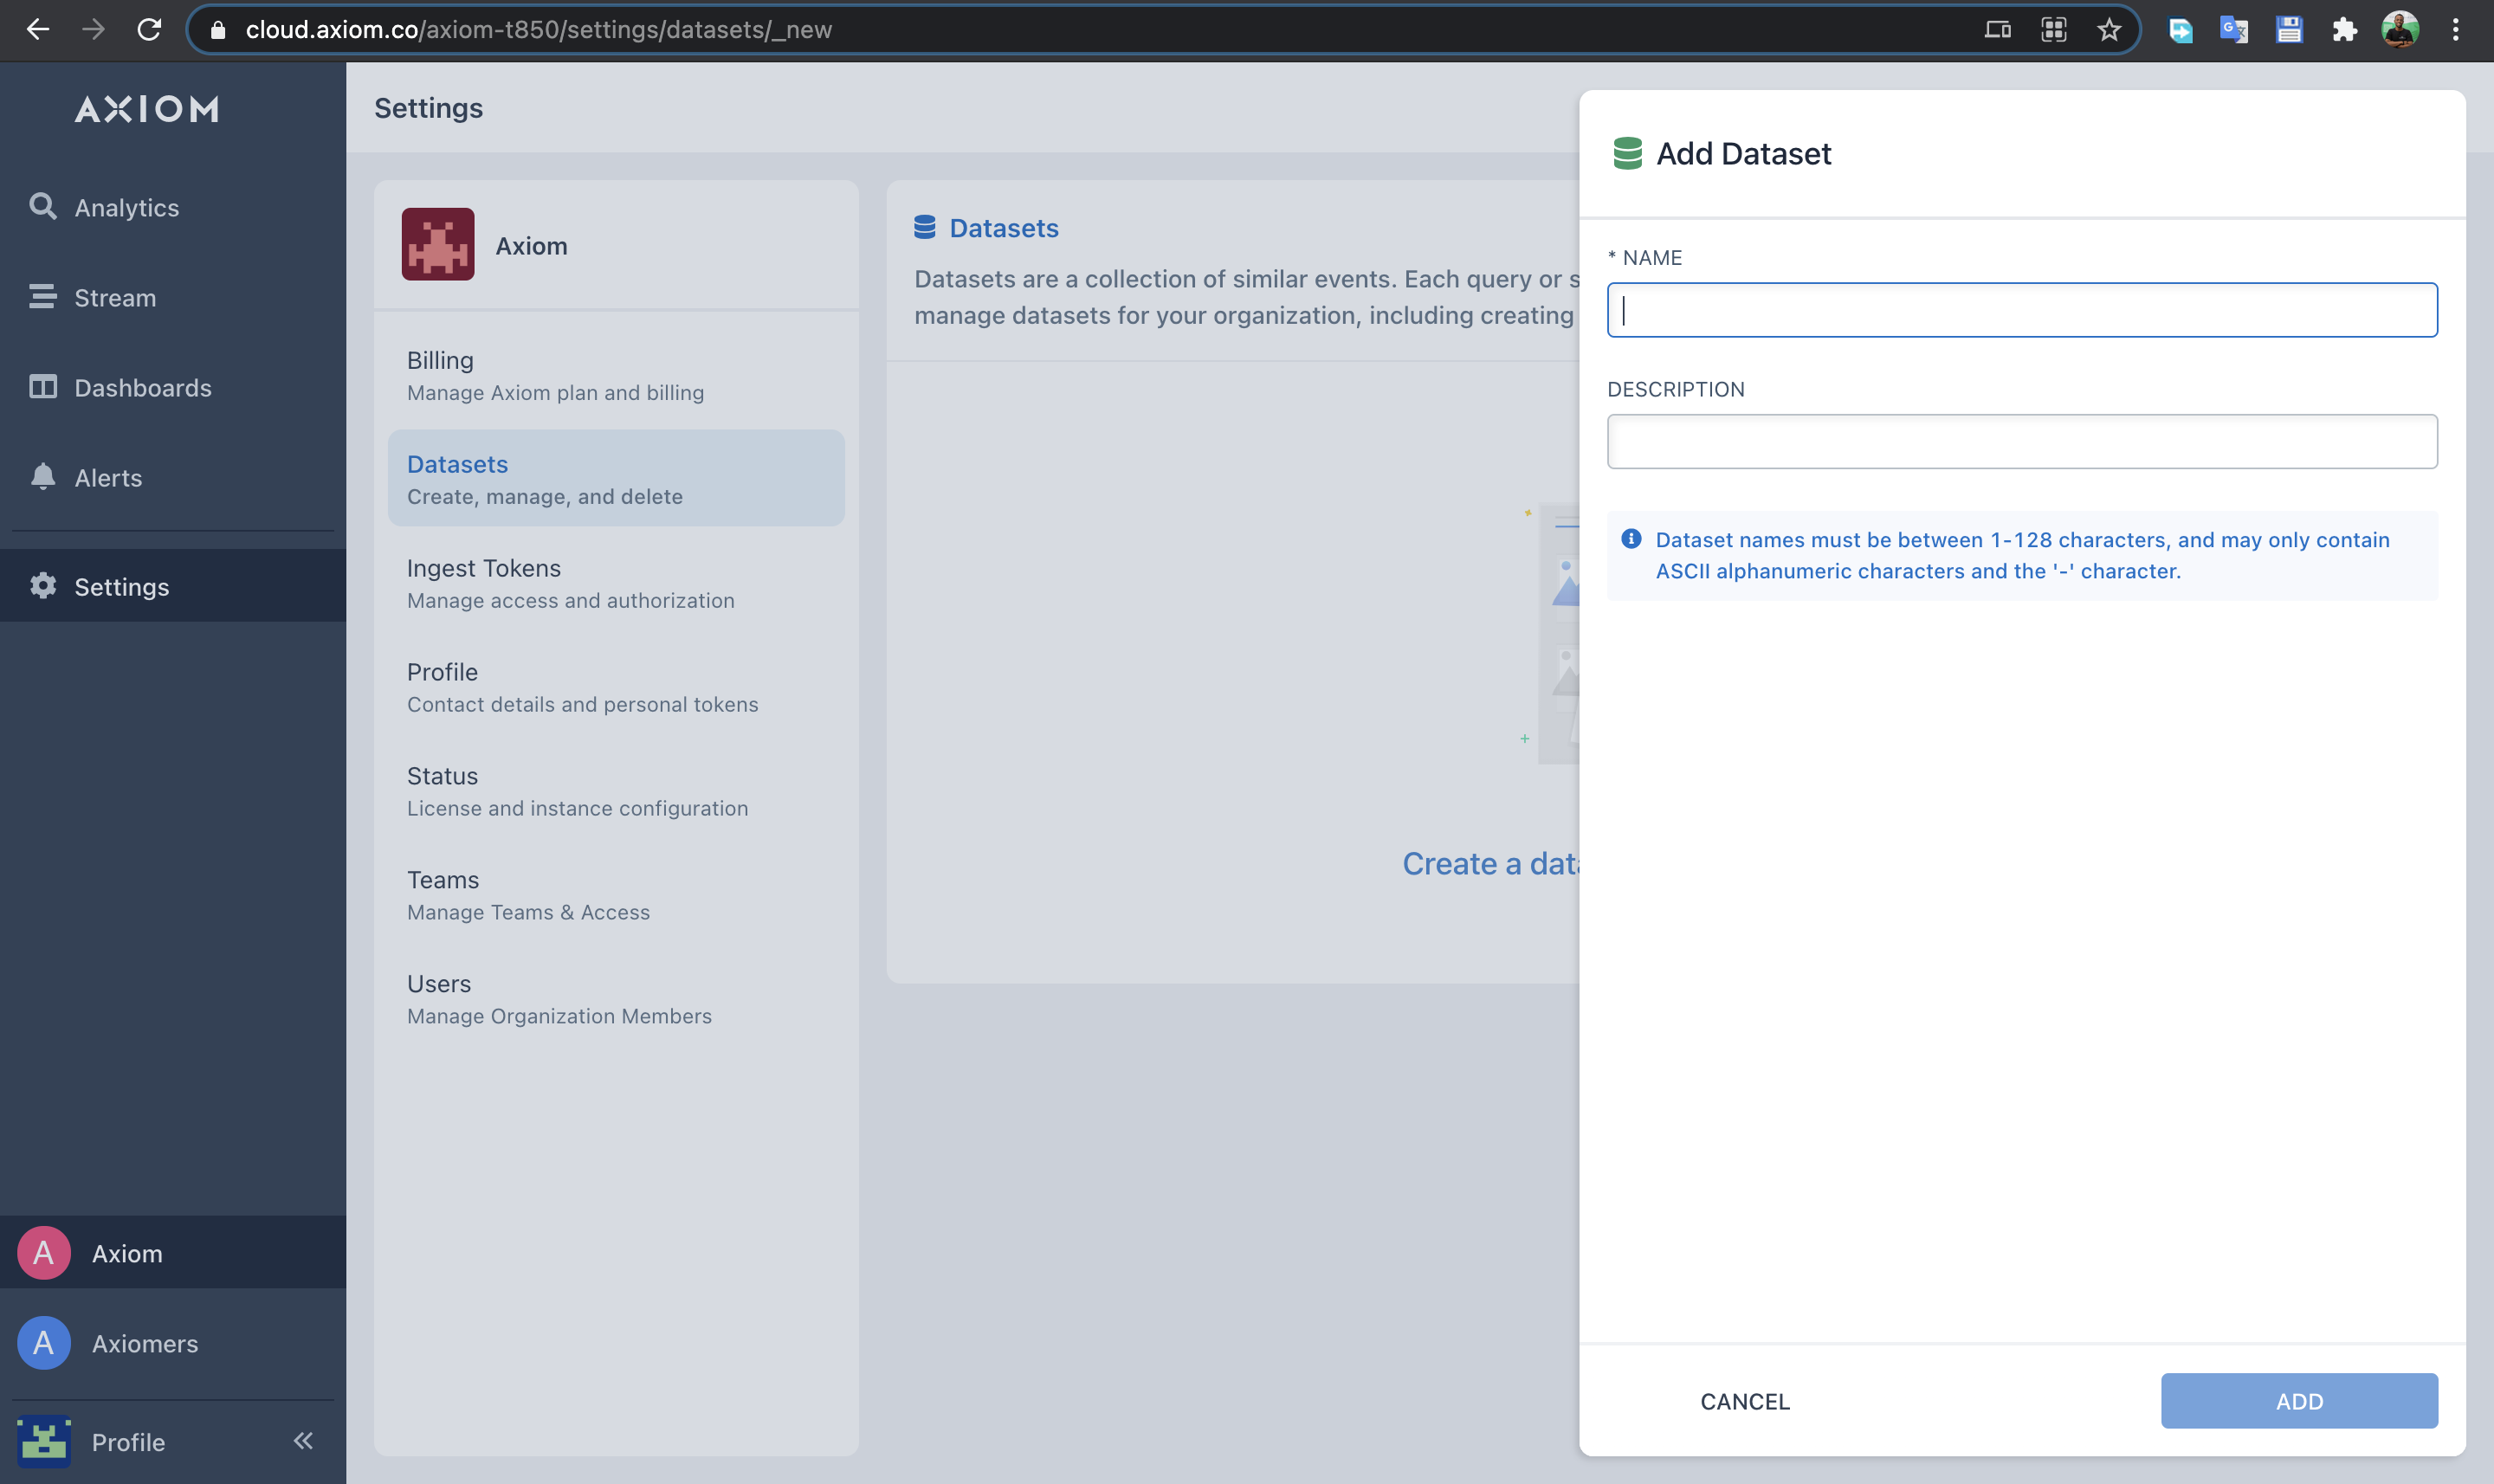 cloud.axiom.co/axiom-t850/settings/datasets/_new
AXIOM
Analytics
Stream
Dashboards
Alerts
Settings
A Axiom
A Axiomers
Profile
Settings
Axiom
Billing
Manage Axiom plan and billing
Datasets
Create, manage, and delete
Ingest Tokens
Manage access and authorization
Profile
Contact details and personal tokens
Status
License and instance configuration
Teams
Manage Teams & Access
Users
Manage Organization Members
Datasets
Datasets are a collection of similar events. Each query or s
manage datasets for your organization, including creating
Create a data
Add Dataset
* NAME
DESCRIPTION
Dataset names must be between 1-128 characters, and may only contain
ASCII alphanumeric characters and the '-' character.
CANCEL
ADD